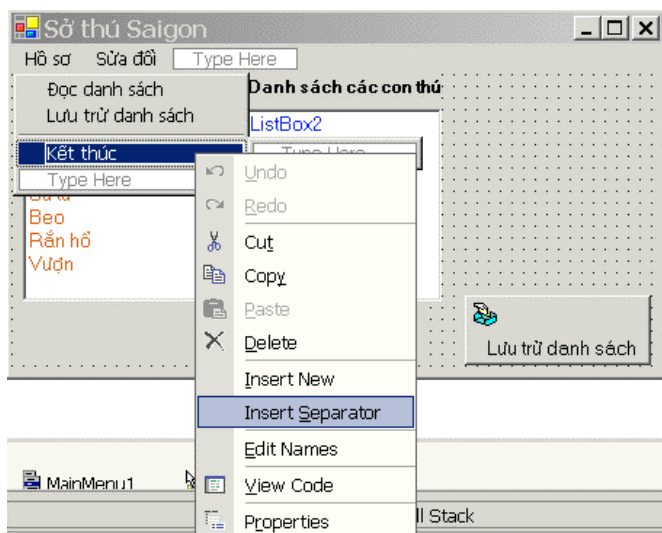 Sở thú Saigon
Hồ sơ Sửa đổi Type Here
Đọc danh sách
Lưu trữ danh sách
Kết thúc
Type Here
Danh sách các con thú
ListBox2
Beo
Rắn hổ
Vượn
Undo
Redo
Cut
Copy
Paste
Delete
Insert New
Insert Separator
Edit Names
View Code
Properties
Lưu trữ danh sách
MainMenu1
Stack